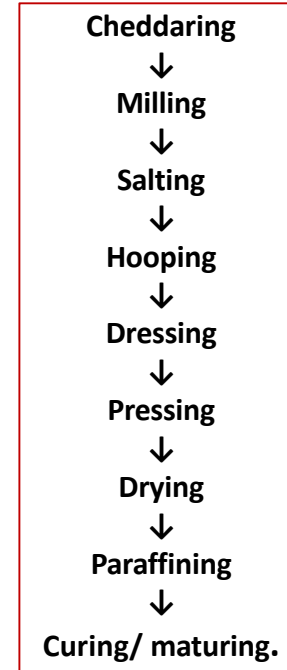 Cheddaring
↓
Milling
↓
Salting
↓
Hooping
↓
Dressing
↓
Pressing
↓
Drying
↓
Paraffining
↓
Curing/ maturing.